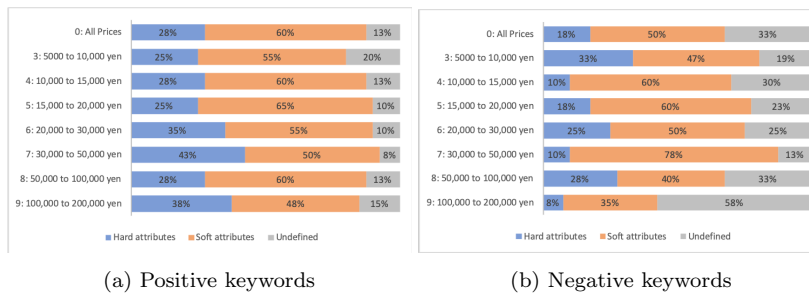 0: All Prices 28% 60% 13%
3: 5000 to 10,000 yen 25% 55% 20%
4: 10,000 to 15,000 yen 28% 60% 13%
5: 15,000 to 20,000 yen 25% 65% 10%
6: 20,000 to 30,000 yen 35% 55% 10%
7: 30,000 to 50,000 yen 43% 50% 8%
8: 50,000 to 100,000 yen 28% 60% 13%
9: 100,000 to 200,000 yen 38% 48% 15%
Hard attributes Soft attributes Undefined
(a) Positive keywords
0: All Prices 18% 50% 33%
3: 5000 to 10,000 yen 33% 47% 19%
4: 10,000 to 15,000 yen 10% 60% 30%
5: 15,000 to 20,000 yen 18% 60% 23%
6: 20,000 to 30,000 yen 25% 50% 25%
7: 30,000 to 50,000 yen 10% 78% 13%
8: 50,000 to 100,000 yen 28% 40% 33%
9: 100,000 to 200,000 yen 8% 35% 58%
Hard attributes Soft attributes Undefined
(b) Negative keywords